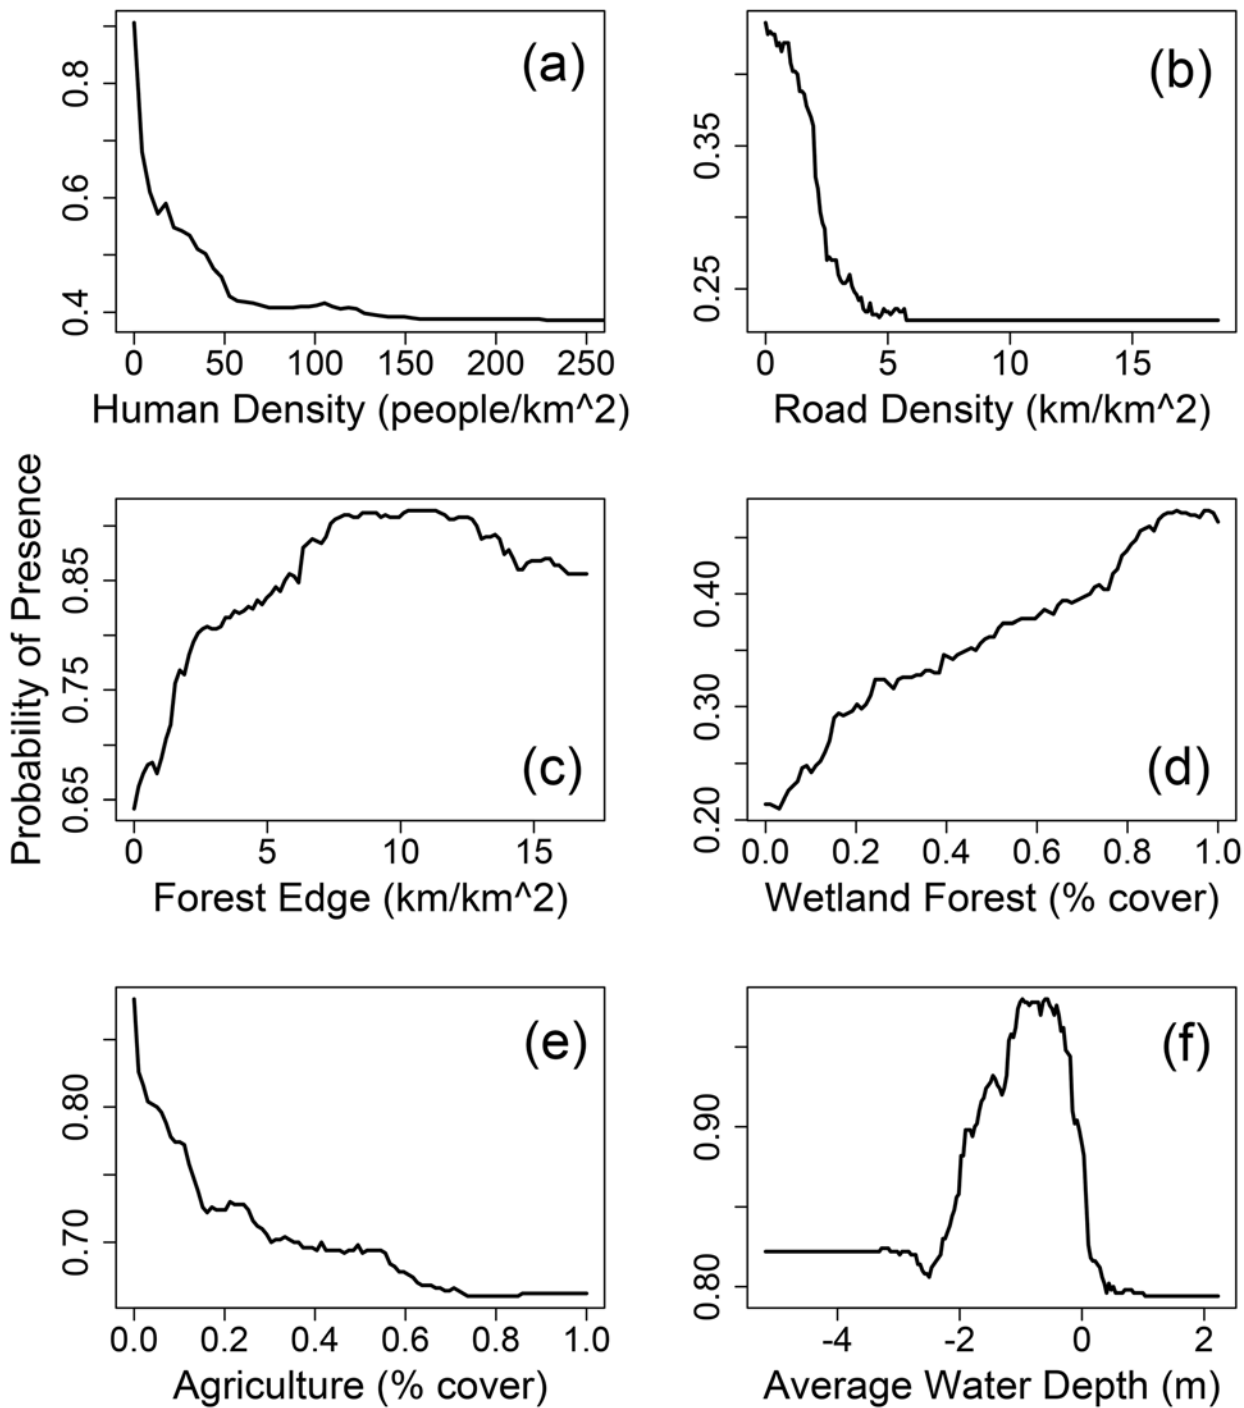 (a)
0.4 0.6 0.8
0 50 100 150 200 250
Human Density (people/km^2)
(b)
0.25 0.35
0 5 10 15
Road Density (km/km^2)
Probability of Presence
(c)
0.65 0.75 0.85
0 5 10 15
Forest Edge (km/km^2)
(d)
0.20 0.30 0.40
0.0 0.2 0.4 0.6 0.8 1.0
Wetland Forest (% cover)
(e)
0.70 0.80
0.0 0.2 0.4 0.6 0.8 1.0
Agriculture (% cover)
(f)
0.80 0.90
-4 -2 0 2
Average Water Depth (m)